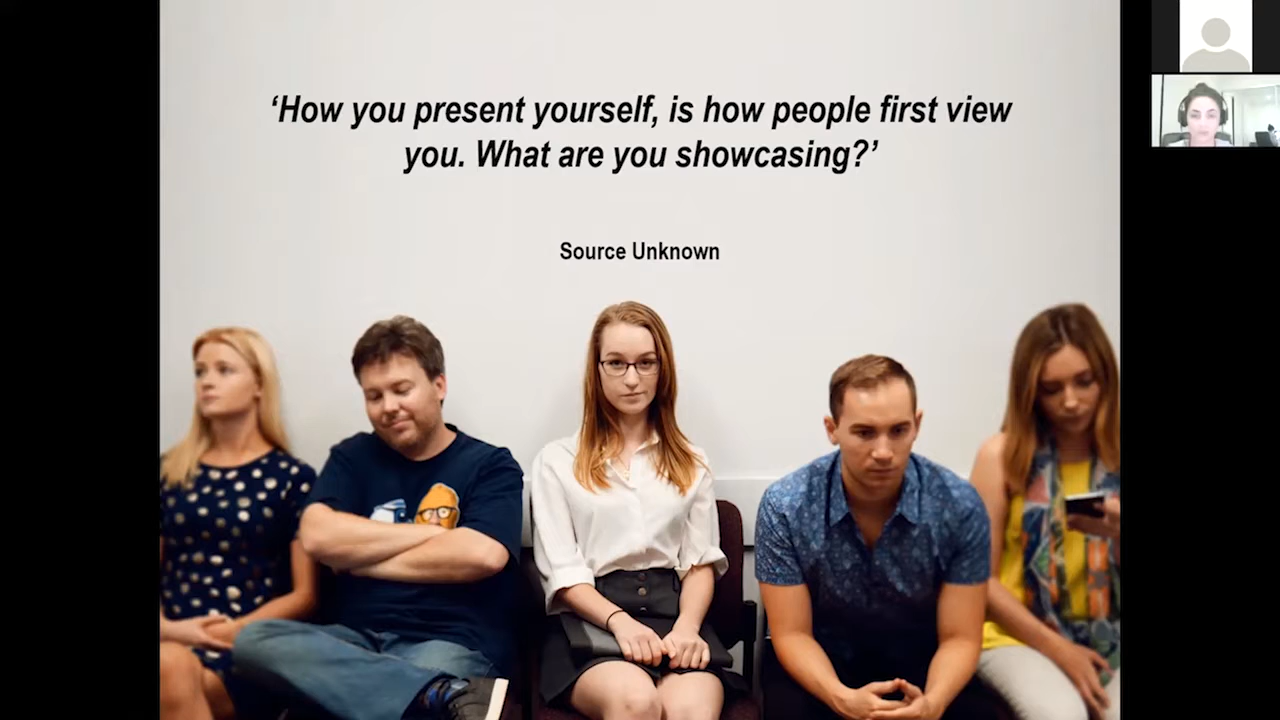 ‘How you present yourself, is how people first view
you. What are you showcasing?’
Source Unknown